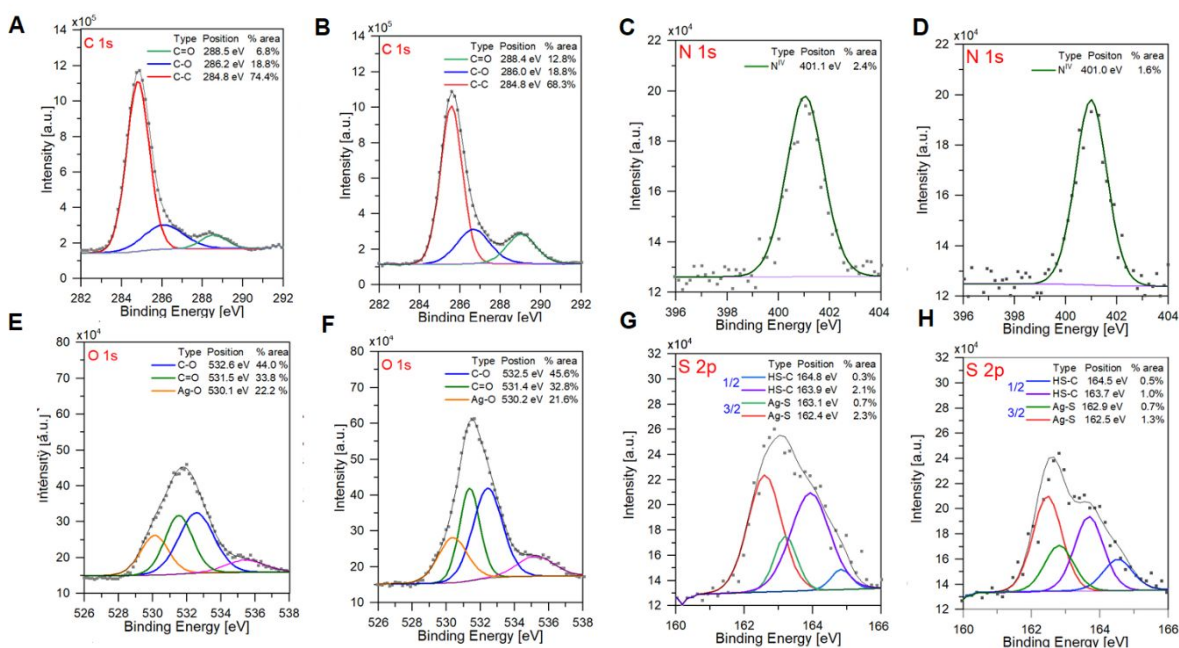 A
×10⁵
C 1s
Type Position % area
C=O 288.5 eV 6.8%
C-O 286.2 eV 18.8%
C-C 284.8 eV 74.4%
14
12
10
8
6
4
2
0
Intensity [a.u.]
282 284 286 288 290 292
Binding Energy [eV]
B
×10⁵
C 1s
Type Position % area
C=O 288.4 eV 12.8%
C-O 286.0 eV 18.8%
C-C 284.8 eV 68.3%
14
12
10
8
6
4
2
0
Intensity [a.u.]
282 284 286 288 290 292
Binding Energy [eV]
C
×10⁴
N 1s
Type Positon % area
Nᴵⱽ 401.1 eV 2.4%
22
20
18
16
14
12
Intensity [a.u.]
396 398 400 402 404
Binding Energy [eV]
D
×10⁴
N 1s
Type Positon % area
Nᴵⱽ 401.0 eV 1.6%
22
20
18
16
14
12
Intensity [a.u.]
396 398 400 402 404
Binding Energy [eV]
E
×10⁴
O 1s
Type Position % area
C-O 532.6 eV 44.0 %
C=O 531.5 eV 33.8 %
Ag-O 530.1 eV 22.2 %
80
70
60
50
40
30
20
10
526 528 530 532 534 536 538
Binding Energy [eV]
F
×10⁴
O 1s
Type Position % area
C-O 532.5 eV 45.6%
C=O 531.4 eV 32.8%
Ag-O 530.2 eV 21.6%
80
70
60
50
40
30
20
10
Intensity [a.u.]
526 528 530 532 534 536 538
Binding Energy [eV]
G
×10⁴
S 2p
Type Position % area
1/2
HS-C 164.8 eV 0.3%
HS-C 163.9 eV 2.1%
3/2
Ag-S 163.1 eV 0.7%
Ag-S 162.4 eV 2.3%
30
28
26
24
22
20
18
16
14
12
Intensity [a.u.]
160 162 164 166
Binding Energy [eV]
H
×10⁴
S 2p
Type Position % area
1/2
HS-C 164.5 eV 0.5%
HS-C 163.7 eV 1.0%
3/2
Ag-S 162.9 eV 0.7%
Ag-S 162.5 eV 1.3%
30
28
26
24
22
20
18
16
14
12
Intensity [a.u.]
160 162 164 166
Binding Energy [eV]